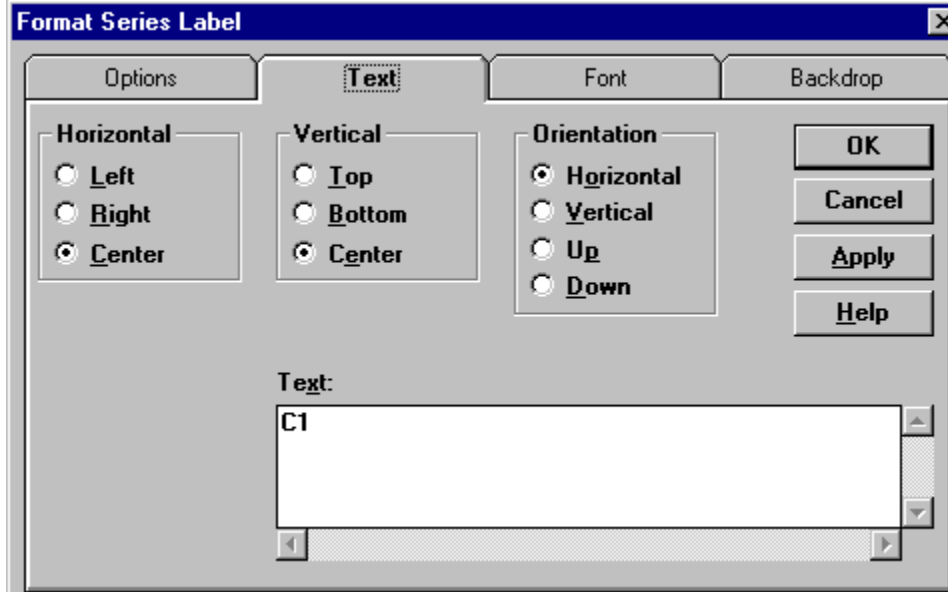 Format Series Label
Options Text Font Backdrop
Horizontal
Left
Right
Center
Vertical
Top
Bottom
Center
Orientation
Horizontal
Vertical
Up
Down
OK
Cancel
Apply
Help
Text:
C1